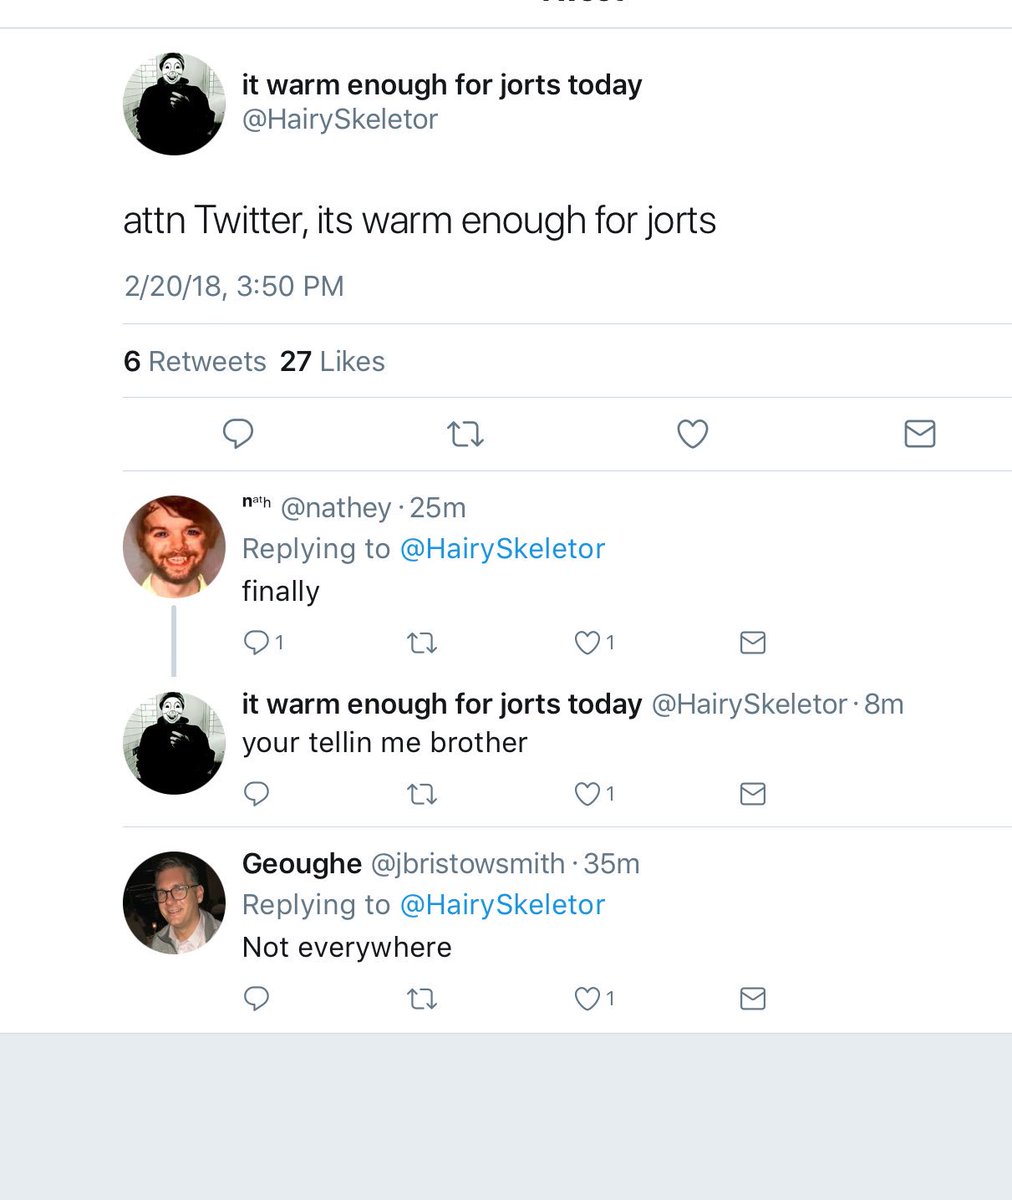 it warm enough for jorts today
@HairySkeletor
attn Twitter, its warm enough for jorts
2/20/18, 3:50 PM
6 Retweets 27 Likes
nath @nathey · 25m
Replying to @HairySkeletor
finally
1 1
it warm enough for jorts today @HairySkeletor · 8m
your tellin me brother
1
Geoughe @jbristowsmith · 35m
Replying to @HairySkeletor
Not everywhere
1